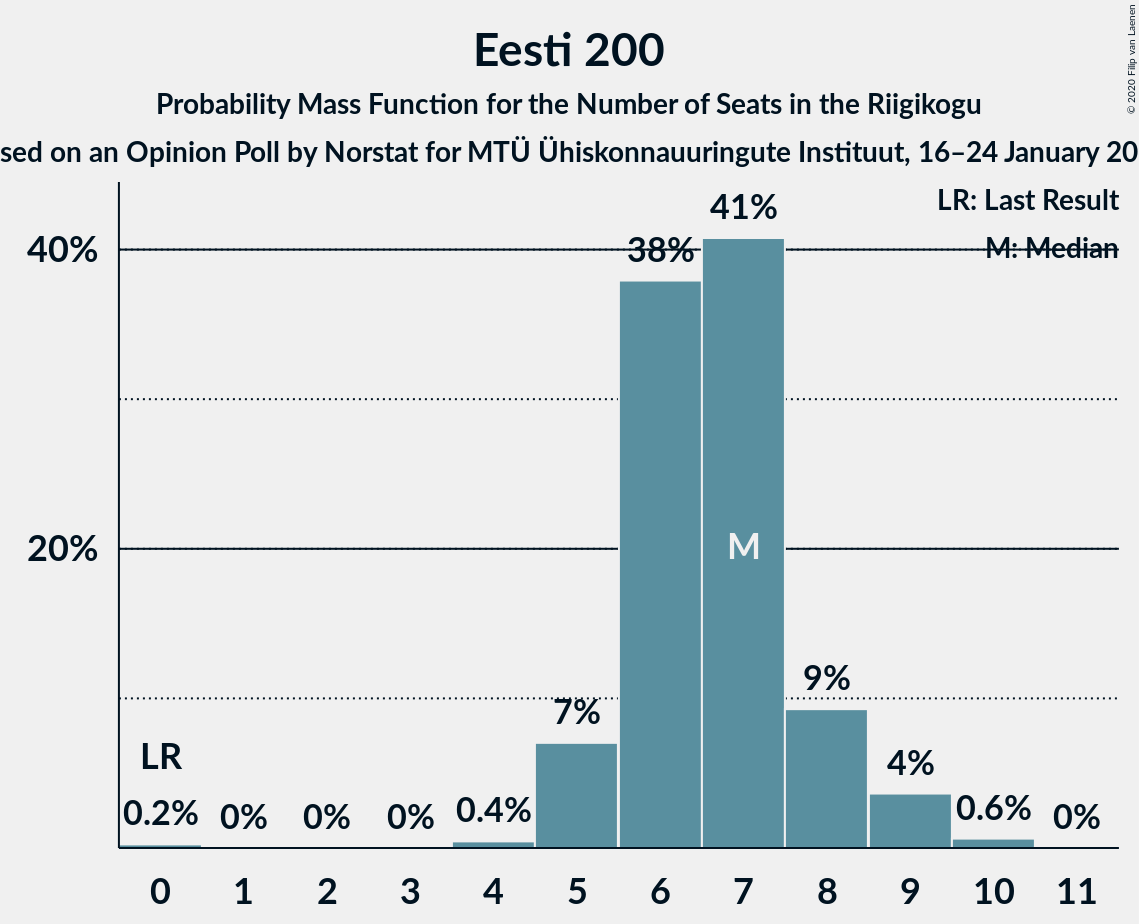 Eesti 200
Probability Mass Function for the Number of Seats in the Riigikogu
sed on an Opinion Poll by Norstat for MTÜ Ühiskonnauuringute Instituut, 16–24 January 20
© 2020 Filip van Laenen
LR: Last Result
M: Median
40%
20%
LR
0.2%
0%
0%
0%
0.4%
7%
38%
41%
M
9%
4%
0.6%
0%
0 1 2 3 4 5 6 7 8 9 10 11